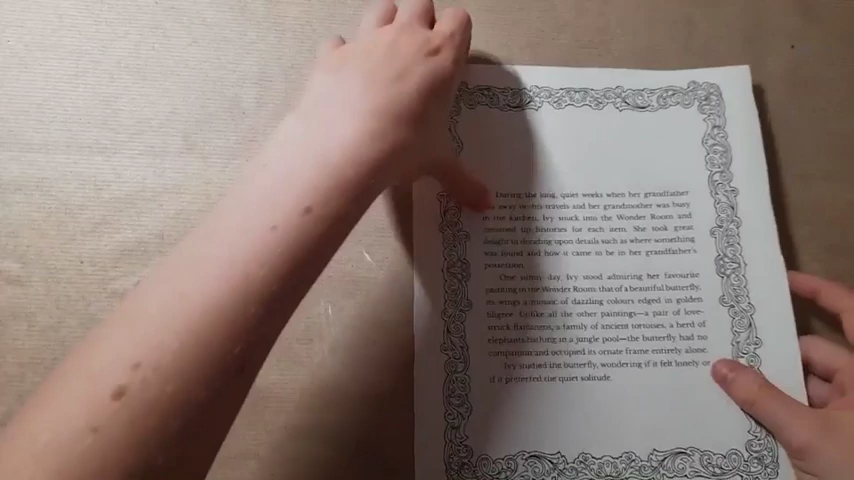 During the long, quiet weeks when her grandfather
was away on his travels and her grandmother was busy
in the garden, Ivy snuck into the Wonder Room and
dreamed up histories for each item. She took great
delight in deciding upon details such as where something
was found and how it came to be in her grandfather's
possession.
One sunny day, Ivy stood admiring her favourite
painting in the Wonder Room: that of a beautiful butterfly,
its wings a mosaic of dazzling colours edged in golden
filigree. Unlike all the other paintings—a pair of love-
struck flamingos, a family of ancient tortoises, a herd of
elephants bathing in a jungle pool—the butterfly had no
companion and occupied its ornate frame entirely alone.
Ivy studied the butterfly, wondering if it felt lonely or
if it preferred the quiet solitude.